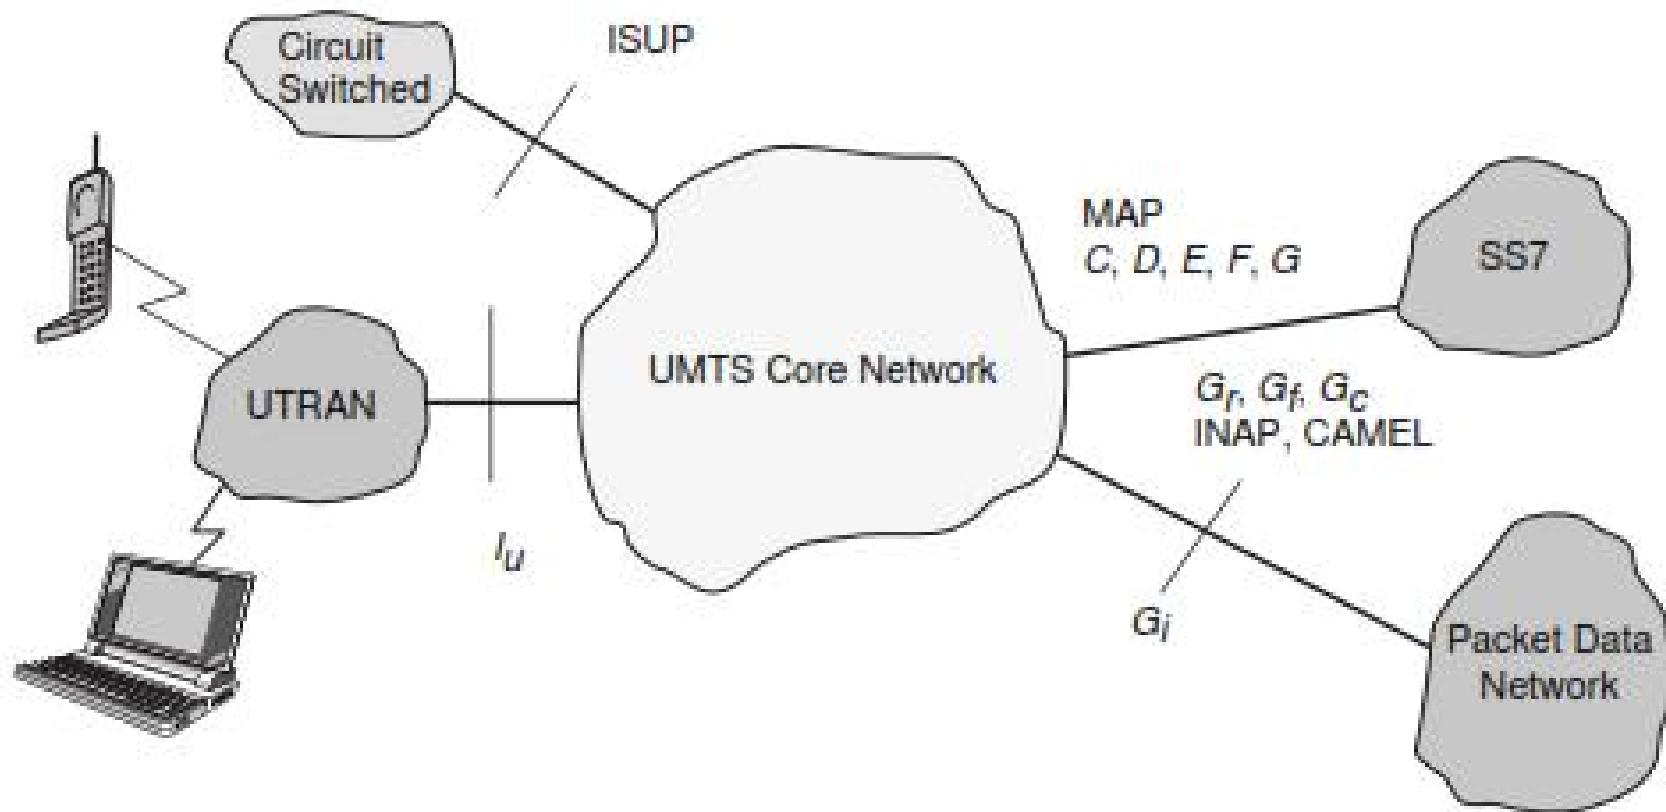 Circuit
Switched
ISUP
MAP
C, D, E, F, G
SS7
UMTS Core Network
UTRAN
Gr, Gf, Gc
INAP, CAMEL
Iu
Gi
Packet Data
Network